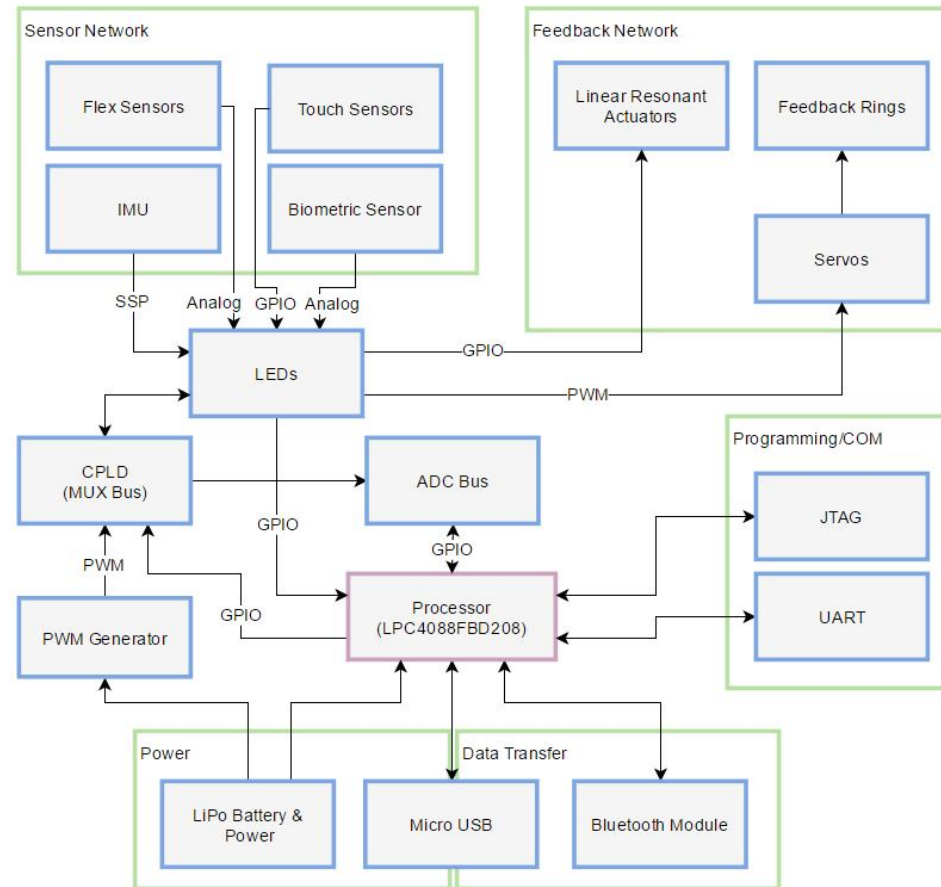 Sensor Network
Flex Sensors
Touch Sensors
IMU
Biometric Sensor
Feedback Network
Linear Resonant
Actuators
Feedback Rings
Servos
SSP
Analog
GPIO
Analog
LEDs
GPIO
PWM
CPLD
(MUX Bus)
ADC Bus
GPIO
GPIO
PWM
GPIO
PWM Generator
Processor
(LPC4088FBD208)
Programming/COM
JTAG
UART
Power
LiPo Battery &
Power
Micro USB
Data Transfer
Bluetooth Module